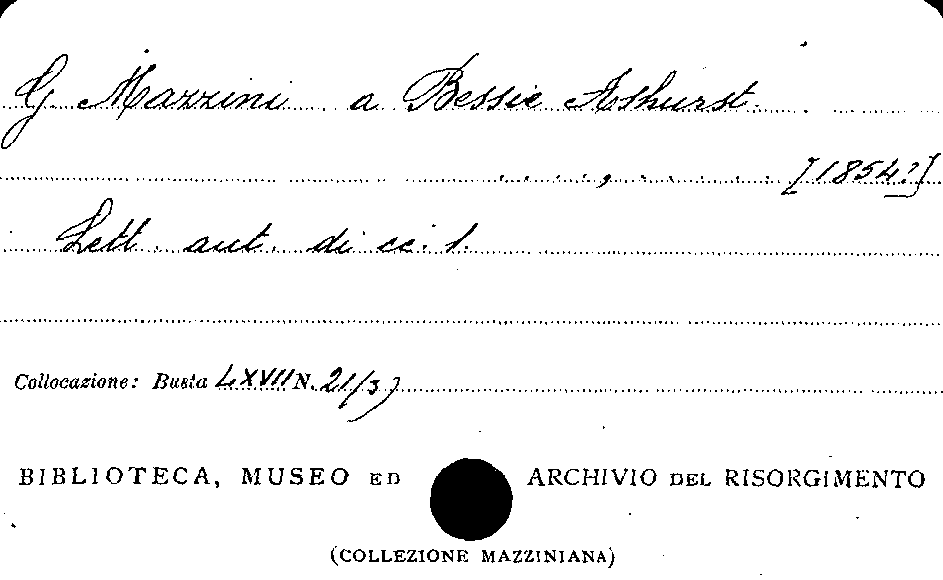 G. Mazzini a Bessie Ashurst.
. . . . , . . . . . . [1854?]
Lett. aut. di cc. 1.
Collocazione: Busta LXVII N. 21/3)
BIBLIOTECA, MUSEO ED ARCHIVIO DEL RISORGIMENTO
(COLLEZIONE MAZZINIANA)